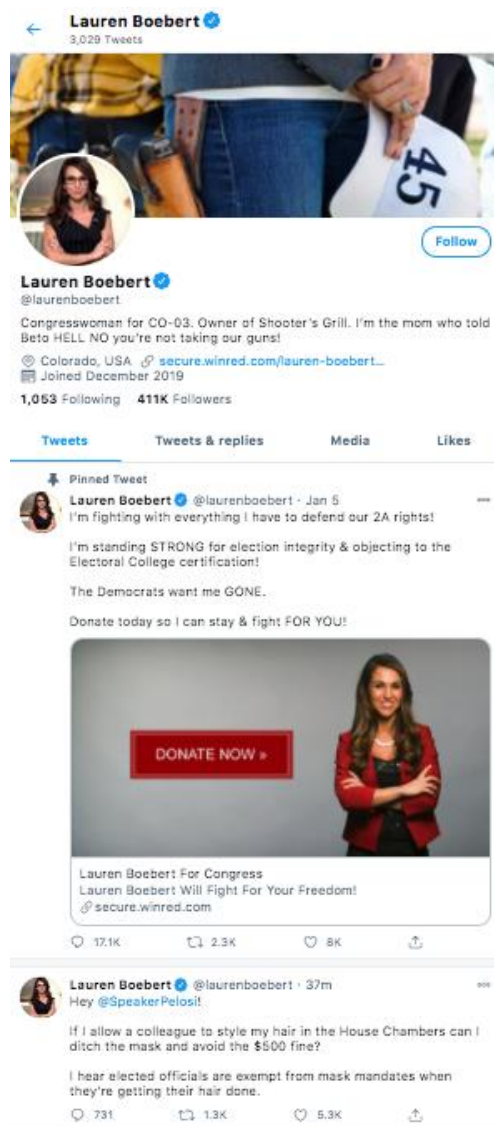 Lauren Boebert
3,029 Tweets
45
Follow
Lauren Boebert
@laurenboebert
Congresswoman for CO-03. Owner of Shooter's Grill. I'm the mom who told
Beto HELL NO you're not taking our guns!
Colorado, USA secure.winred.com/lauren-boebert...
Joined December 2019
1,053 Following 411K Followers
Tweets Tweets & replies Media Likes
Pinned Tweet
Lauren Boebert @laurenboebert · Jan 5
I'm fighting with everything I have to defend our 2A rights!
I'm standing STRONG for election integrity & objecting to the
Electoral College certification!
The Democrats want me GONE.
Donate today so I can stay & fight FOR YOU!
DONATE NOW »
Lauren Boebert For Congress
Lauren Boebert Will Fight For Your Freedom!
secure.winred.com
17.1K 2.3K 8K
Lauren Boebert @laurenboebert · 37m
Hey @SpeakerPelosi!
If I allow a colleague to style my hair in the House Chambers can I
ditch the mask and avoid the $500 fine?
I hear elected officials are exempt from mask mandates when
they're getting their hair done.
731 1.3K 5.3K